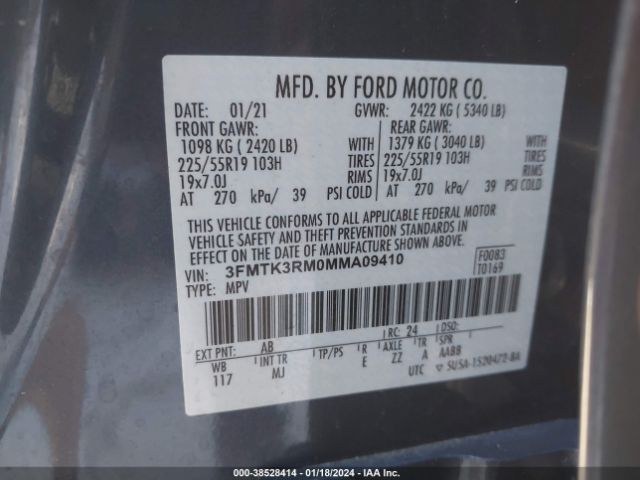 MFD. BY FORD MOTOR CO.
DATE: 01/21 GVWR: 2422 KG ( 5340 LB)
FRONT GAWR: REAR GAWR:
1098 KG ( 2420 LB) 1379 KG ( 3040 LB) WITH
225/55R19 103H WITH TIRES 225/55R19 103H TIRES
19x7.0J RIMS 19x7.0J RIMS
AT 270 kPa/ 39 PSI COLD AT 270 kPa/ 39 PSI COLD
THIS VEHICLE CONFORMS TO ALL APPLICABLE FEDERAL MOTOR
VEHICLE SAFETY AND THEFT PREVENTION STANDARDS IN
EFFECT ON THE DATE OF MANUFACTURE SHOWN ABOVE.
VIN: 3FMTK3RM0MMA09410 F0083
TYPE: MPV T0169
EXT PNT: AB RC: 24 DSO:
WB INT TR TP/PS R AXLE TR SPR
117 MJ E ZZ A AABB
UTC SU5A-1520472-BA
000-38528414 - 01/18/2024 - IAA Inc.